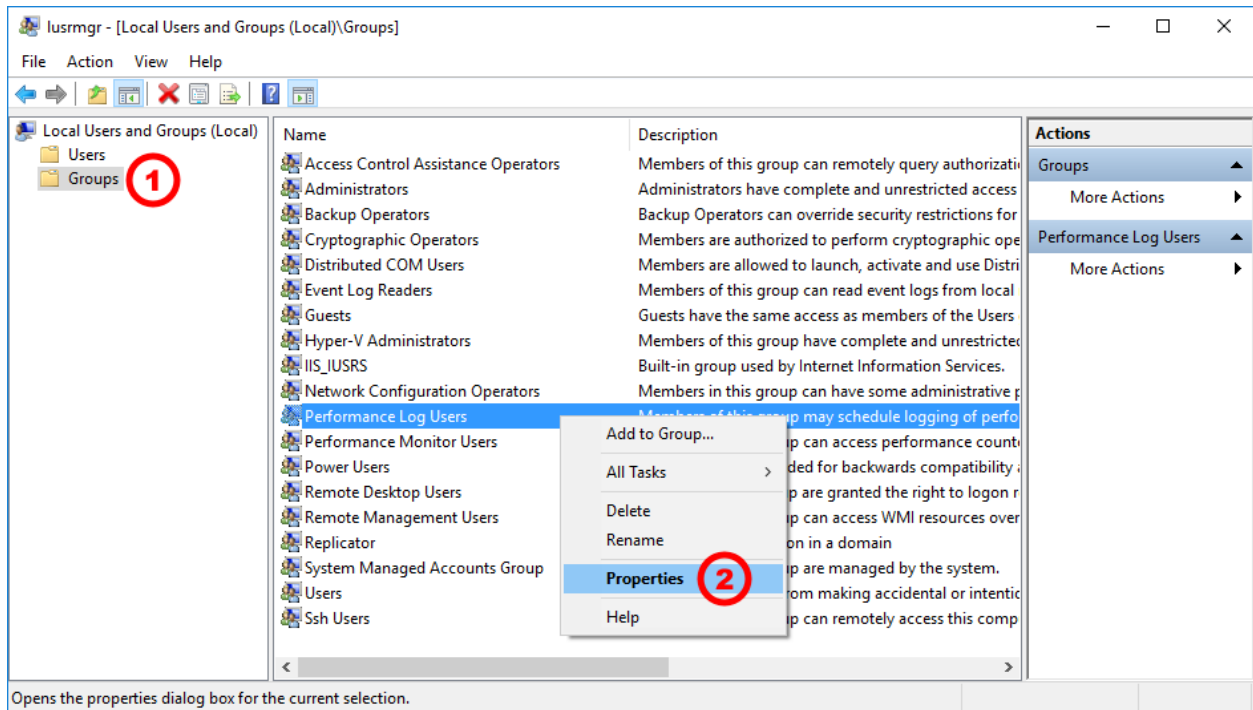 lusrmgr - [Local Users and Groups (Local)\Groups]
File Action View Help
Local Users and Groups (Local)
Users
Groups
1
Name Description
Access Control Assistance Operators Members of this group can remotely query authorizati
Administrators Administrators have complete and unrestricted access
Backup Operators Backup Operators can override security restrictions for
Cryptographic Operators Members are authorized to perform cryptographic ope
Distributed COM Users Members are allowed to launch, activate and use Distri
Event Log Readers Members of this group can read event logs from local
Guests Guests have the same access as members of the Users
Hyper-V Administrators Members of this group have complete and unrestricted
IIS_IUSRS Built-in group used by Internet Information Services.
Network Configuration Operators Members in this group can have some administrative p
Performance Log Users Members of this group may schedule logging of perfo
Performance Monitor Users up can access performance count
Power Users ded for backwards compatibility a
Remote Desktop Users p are granted the right to logon r
Remote Management Users up can access WMI resources over
Replicator on in a domain
System Managed Accounts Group up are managed by the system.
Users rom making accidental or intentic
Ssh Users up can remotely access this comp
Add to Group...
All Tasks
Delete
Rename
Properties 2
Help
Actions
Groups
More Actions
Performance Log Users
More Actions
Opens the properties dialog box for the current selection.